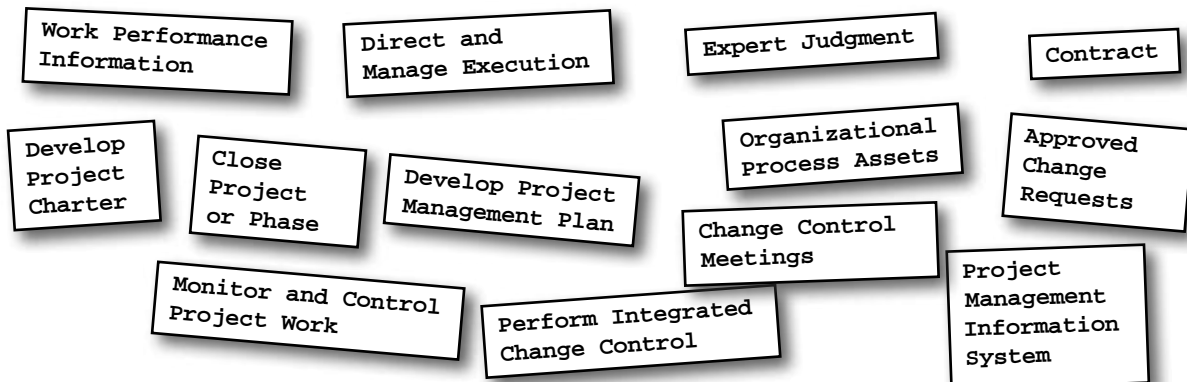 Work Performance
Information
Direct and
Manage Execution
Expert Judgment
Contract
Develop
Project
Charter
Close
Project
or Phase
Develop Project
Management Plan
Organizational
Process Assets
Approved
Change
Requests
Change Control
Meetings
Monitor and Control
Project Work
Perform Integrated
Change Control
Project
Management
Information
System